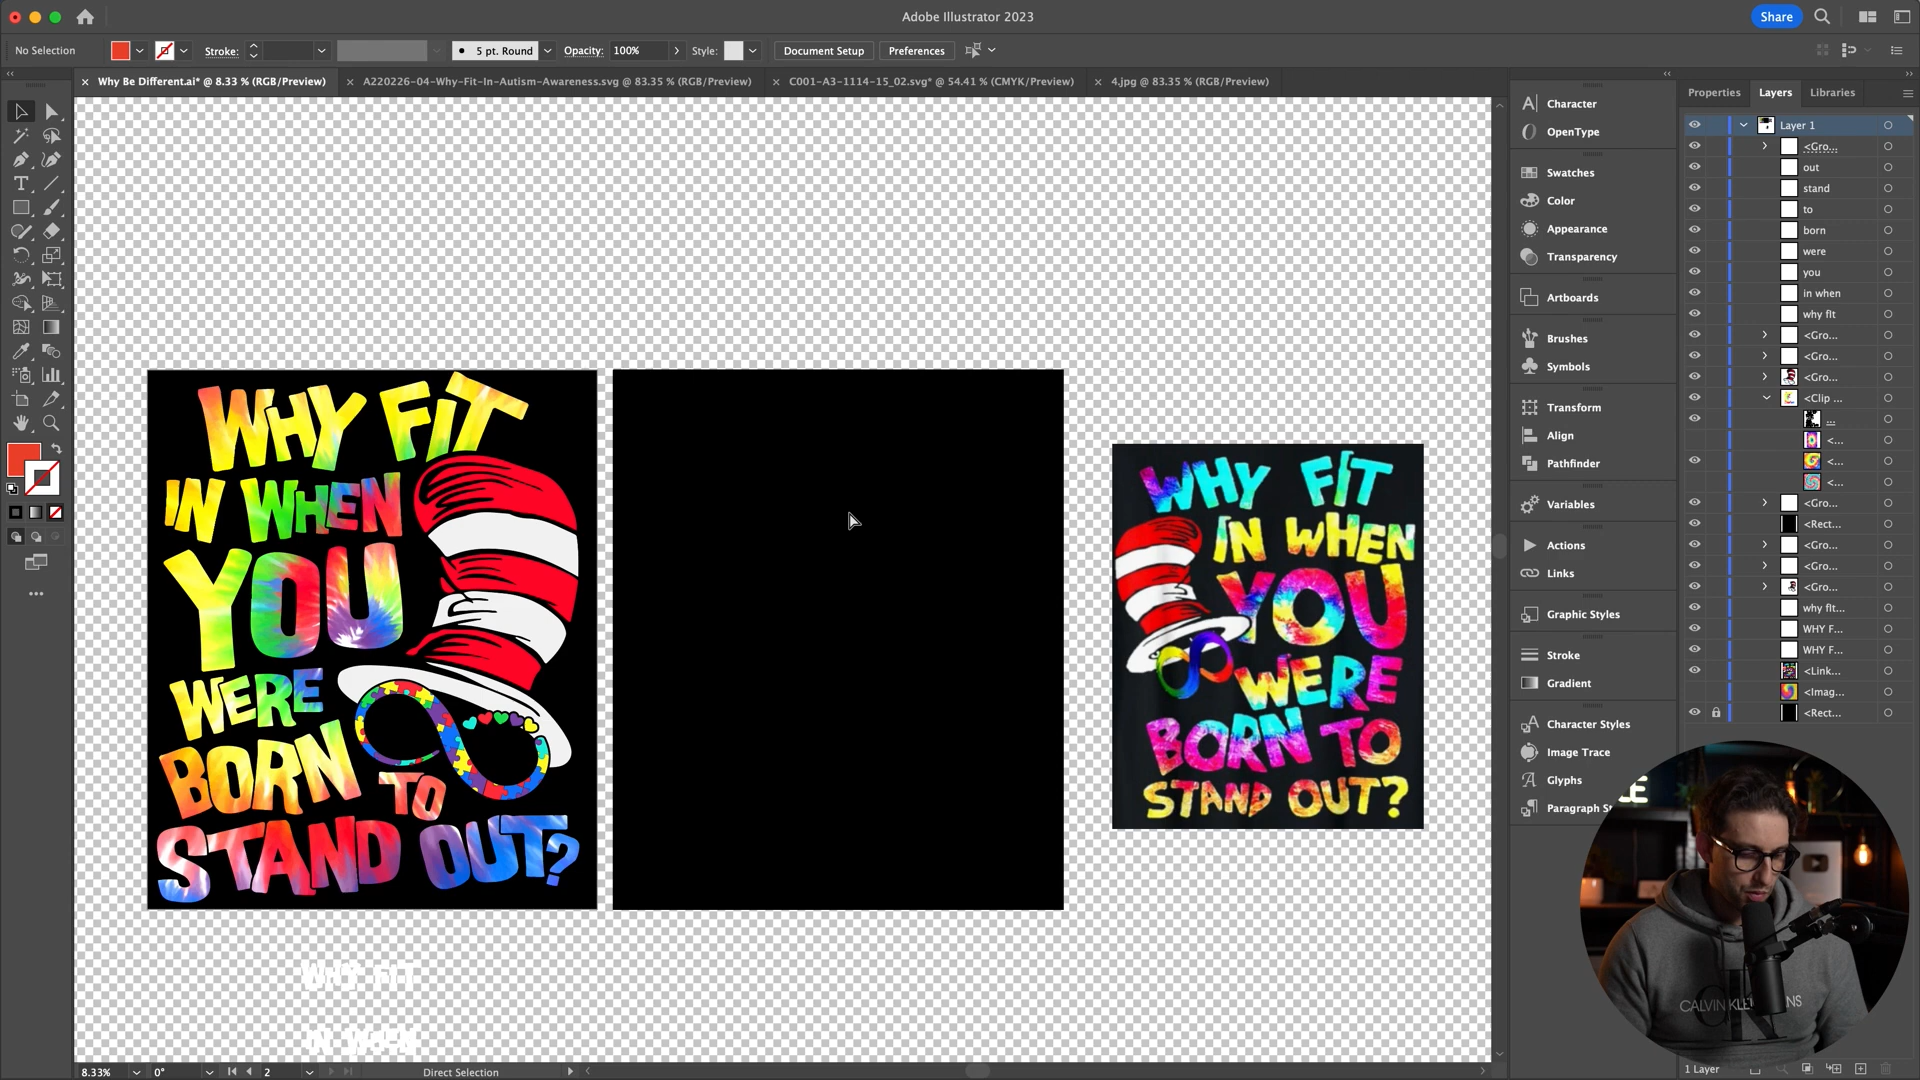 Adobe Illustrator 2023
Share
No Selection
Stroke:
5 pt. Round
Opacity: 100%
Style:
Document Setup
Preferences
Why Be Different.ai* @ 8.33 % (RGB/Preview)
A220226-04-Why-Fit-In-Autism-Awareness.svg @ 83.35 % (RGB/Preview)
C001-A3-1114-15_02.svg* @ 54.41 % (CMYK/Preview)
4.jpg @ 83.35 % (RGB/Preview)
WHY FIT
IN WHEN
YOU
WERE
BORN
TO
STAND OUT?
WHY FIT
IN WHEN
WHY FIT
IN WHEN
YOU
WERE
BORN TO
STAND OUT?
Character
OpenType
Swatches
Color
Appearance
Transparency
Artboards
Brushes
Symbols
Transform
Align
Pathfinder
Variables
Actions
Links
Graphic Styles
Stroke
Gradient
Character Styles
Image Trace
Glyphs
Paragraph St
Properties
Layers
Libraries
Layer 1
<Gro...
out
stand
to
born
were
you
in when
why fit
<Gro...
<Gro...
<Gro...
<Clip ...
...
<...
<...
<...
<Gro...
<Rect...
<Gro...
<Gro...
<Gro...
why fit...
WHY F...
WHY F...
<Link...
<Imag...
<Rect...
CALVIN KLE NS
1 Layer
8.33%
0°
2
Direct Selection